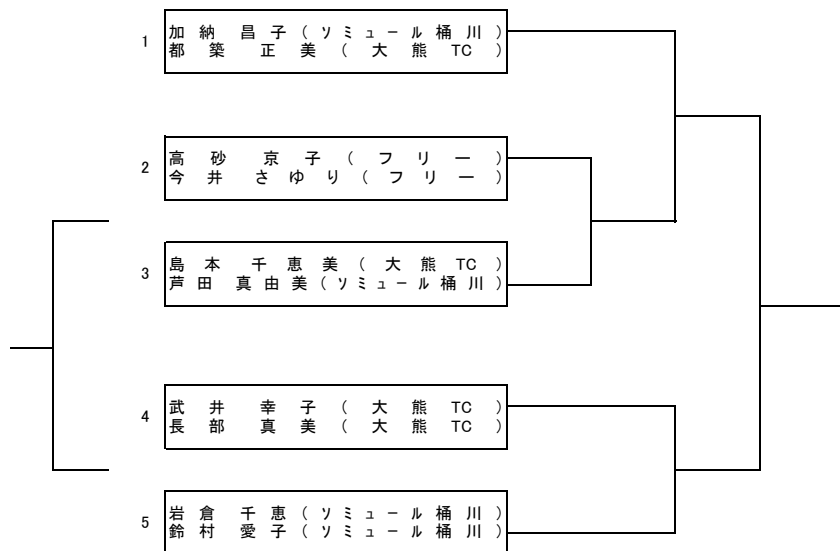 1
加納 昌子(ソミュール桶川)
都築 正美(大熊TC)
2
高砂 京子(フリー)
今井 さゆり(フリー)
3
島本 千恵美(大熊TC)
芦田 真由美(ソミュール桶川)
4
武井 幸子(大熊TC)
長部 真美(大熊TC)
5
岩倉 千恵(ソミュール桶川)
鈴村 愛子(ソミュール桶川)